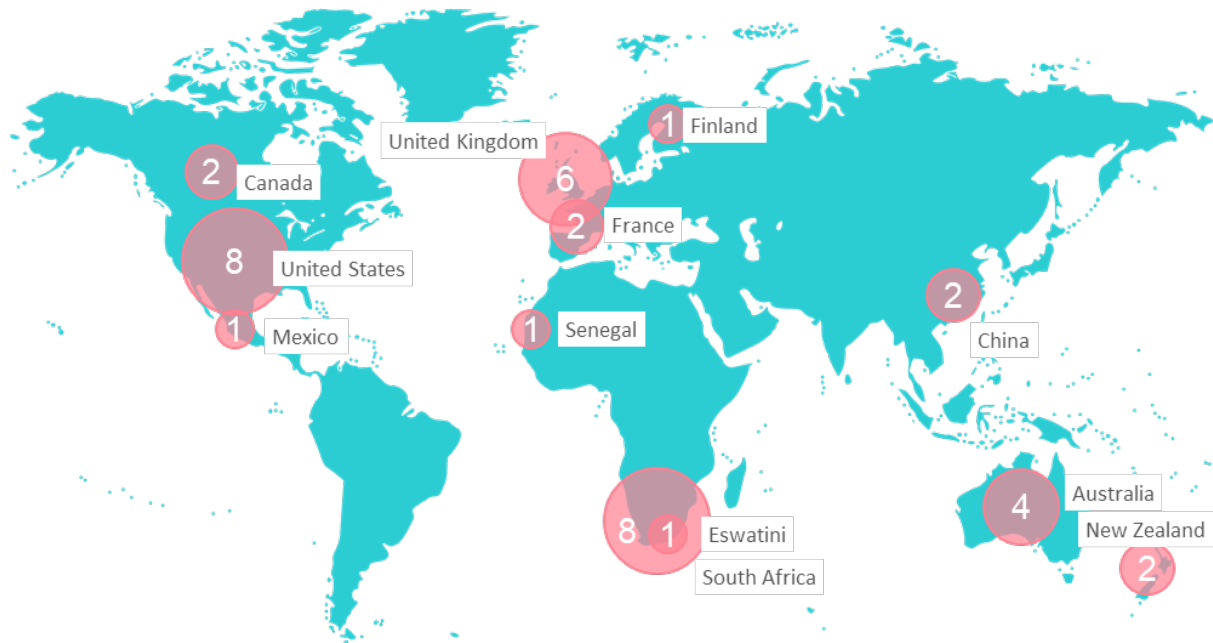 1
Finland
United Kingdom
2
Canada
6
2
France
8
United States
2
China
1
Mexico
1
Senegal
4
Australia
New Zealand
2
8
1
Eswatini
South Africa